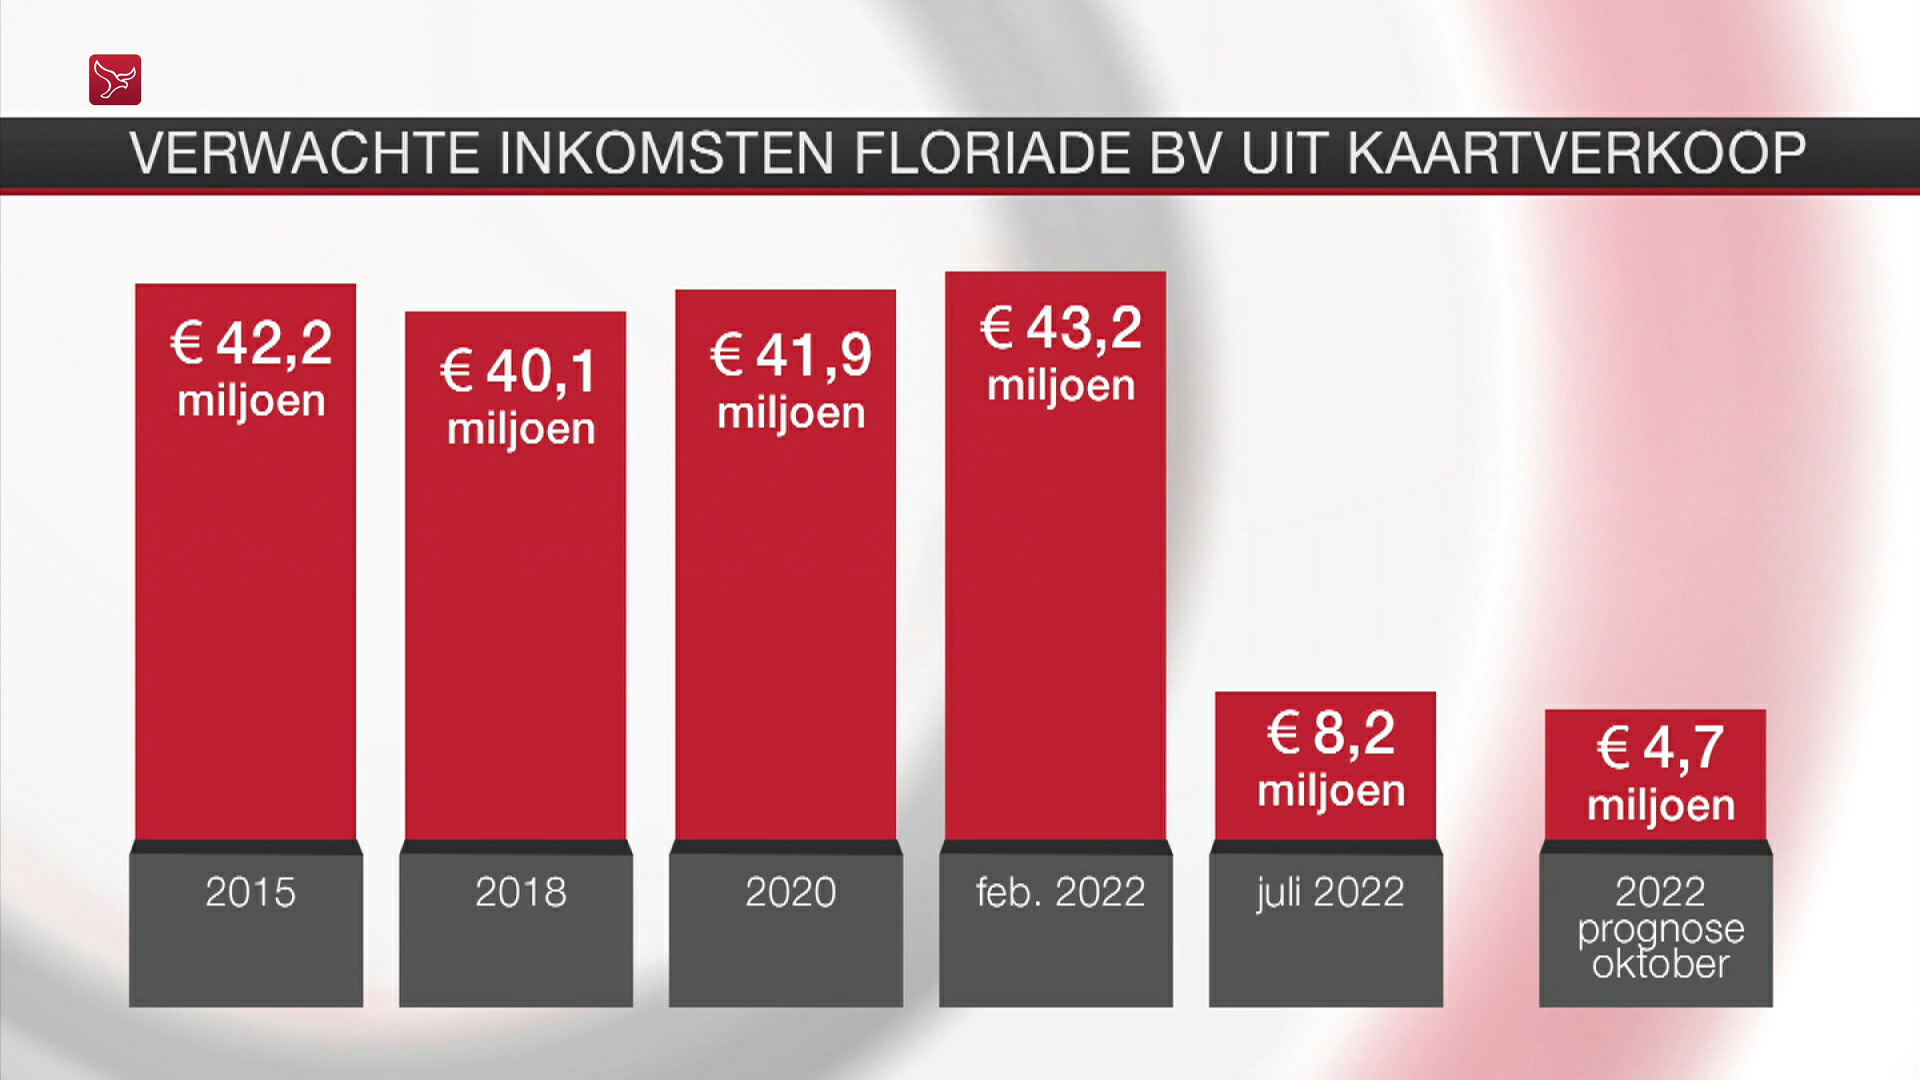 VERWACHTE INKOMSTEN FLORIADE BV UIT KAARTVERKOOP
€ 42,2
miljoen
€ 40,1
miljoen
€ 41,9
miljoen
€ 43,2
miljoen
€ 8,2
miljoen
€ 4,7
miljoen
2015
2018
2020
feb. 2022
juli 2022
2022
prognose
oktober